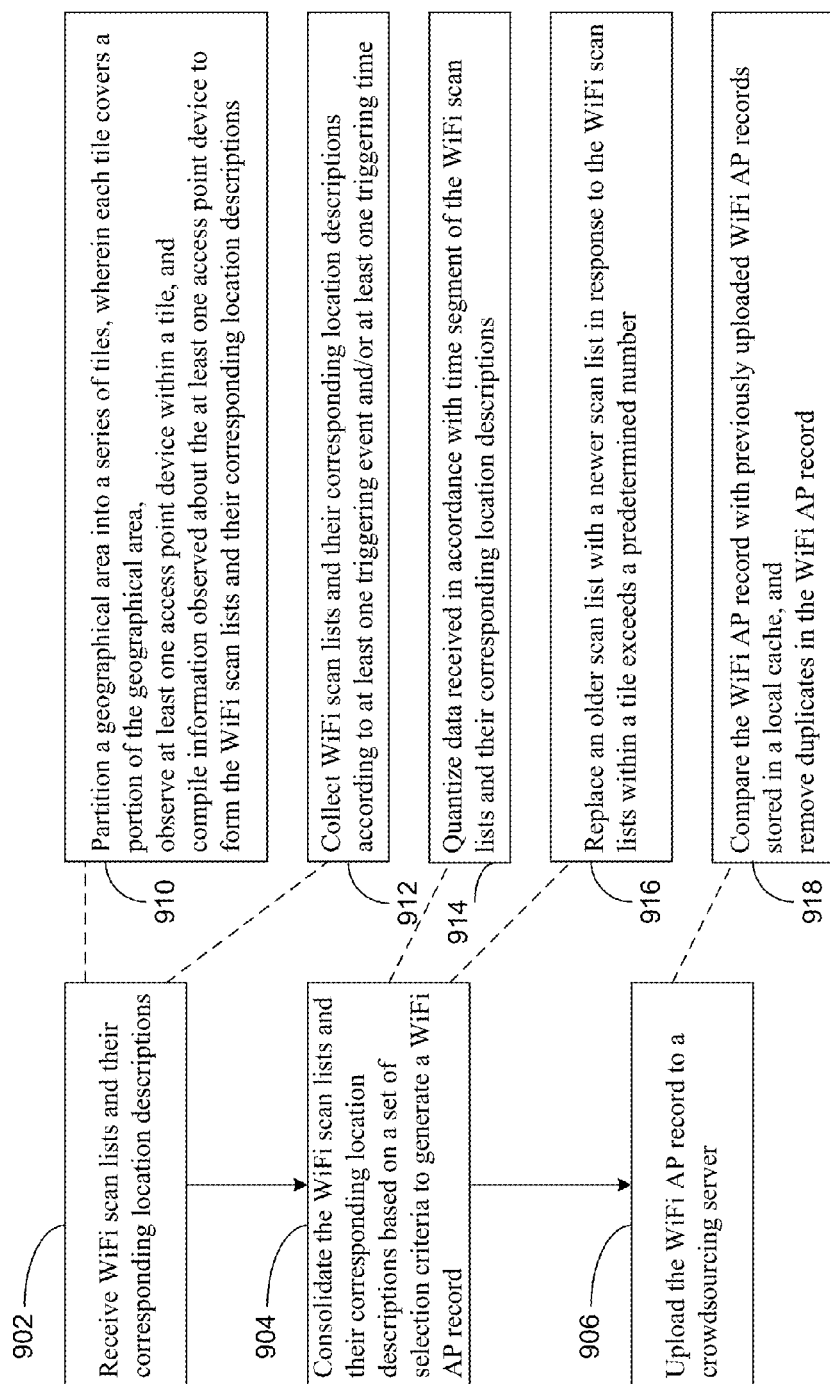 902
Receive WiFi scan lists and their
corresponding location descriptions
904
Consolidate the WiFi scan lists and
their corresponding location
descriptions based on a set of
selection criteria to generate a WiFi
AP record
906
Upload the WiFi AP record to a
crowdsourcing server
910
Partition a geographical area into a series of tiles, wherein each tile covers a
portion of the geographical area,
observe at least one access point device within a tile, and
compile information observed about the at least one access point device to
form the WiFi scan lists and their corresponding location descriptions
912
Collect WiFi scan lists and their corresponding location descriptions
according to at least one triggering event and/or at least one triggering time
914
Quantize data received in accordance with time segment of the WiFi scan
lists and their corresponding location descriptions
916
Replace an older scan list with a newer scan list in response to the WiFi scan
lists within a tile exceeds a predetermined number
918
Compare the WiFi AP record with previously uploaded WiFi AP records
stored in a local cache, and
remove duplicates in the WiFi AP record